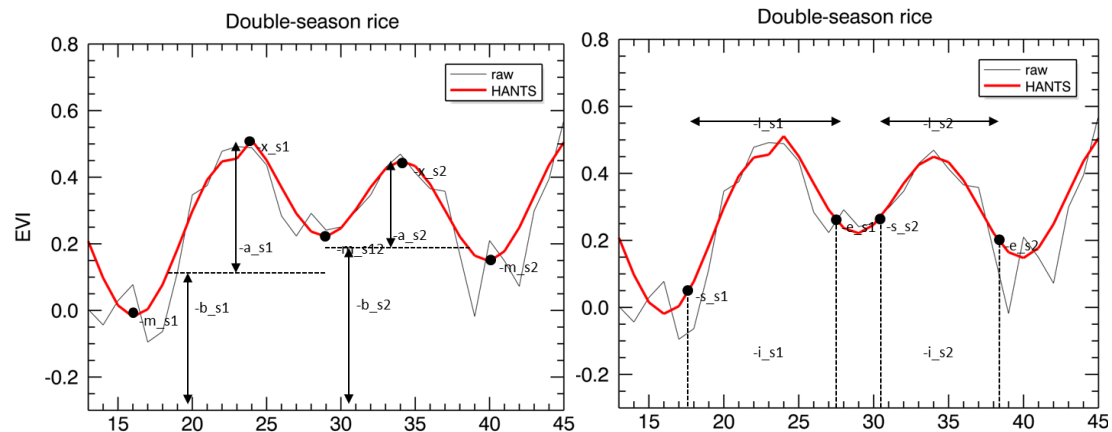 Double-season rice
0.8
0.6
0.4
0.2
0.0
-0.2
EVI
raw
HANTS
-x_s1
-x_s2
-a_s1
-m_s12
-a_s2
-m_s2
-b_s1
-b_s2
-m_s1
15 20 25 30 35 40 45
Double-season rice
0.8
0.6
0.4
0.2
0.0
-0.2
raw
HANTS
-i_s1
-i_s2
-e_s1
-s_s2
-e_s2
-s_s1
-i_s1
-i_s2
15 20 25 30 35 40 45